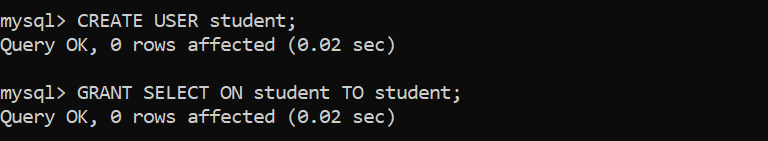 mysql> CREATE USER student;
Query OK, 0 rows affected (0.02 sec)
mysql> GRANT SELECT ON student TO student;
Query OK, 0 rows affected (0.02 sec)